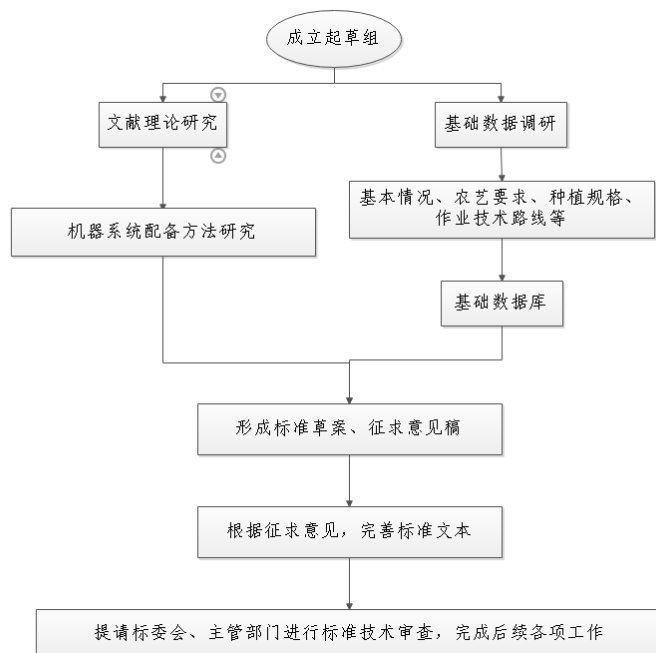 成立起草组
文献理论研究
基础数据调研
基本情况、农艺要求、种植规格、
作业技术路线等
机器系统配备方法研究
基础数据库
形成标准草案、征求意见稿
根据征求意见，完善标准文本
提请标委会、主管部门进行标准技术审查，完成后续各项工作